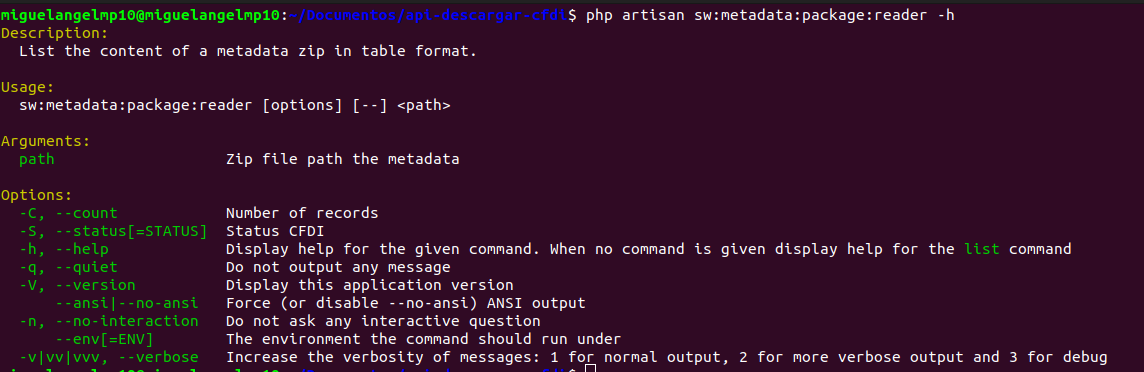 miguelangelmp10@miguelangelmp10:~/Documentos/apt-descargar-cfdi$ php artisan sw:metadata:package:reader -h
Description:
  List the content of a metadata zip in table format.

Usage:
  sw:metadata:package:reader [options] [--] <path>

Arguments:
  path                  Zip file path the metadata

Options:
  -C, --count           Number of records
  -S, --status[=STATUS]  Status CFDI
  -h, --help            Display help for the given command. When no command is given display help for the list command
  -q, --quiet           Do not output any message
  -V, --version         Display this application version
      --ansi|--no-ansi  Force (or disable --no-ansi) ANSI output
  -n, --no-interaction  Do not ask any interactive question
      --env[=ENV]       The environment the command should run under
  -v|vv|vvv, --verbose  Increase the verbosity of messages: 1 for normal output, 2 for more verbose output and 3 for debug